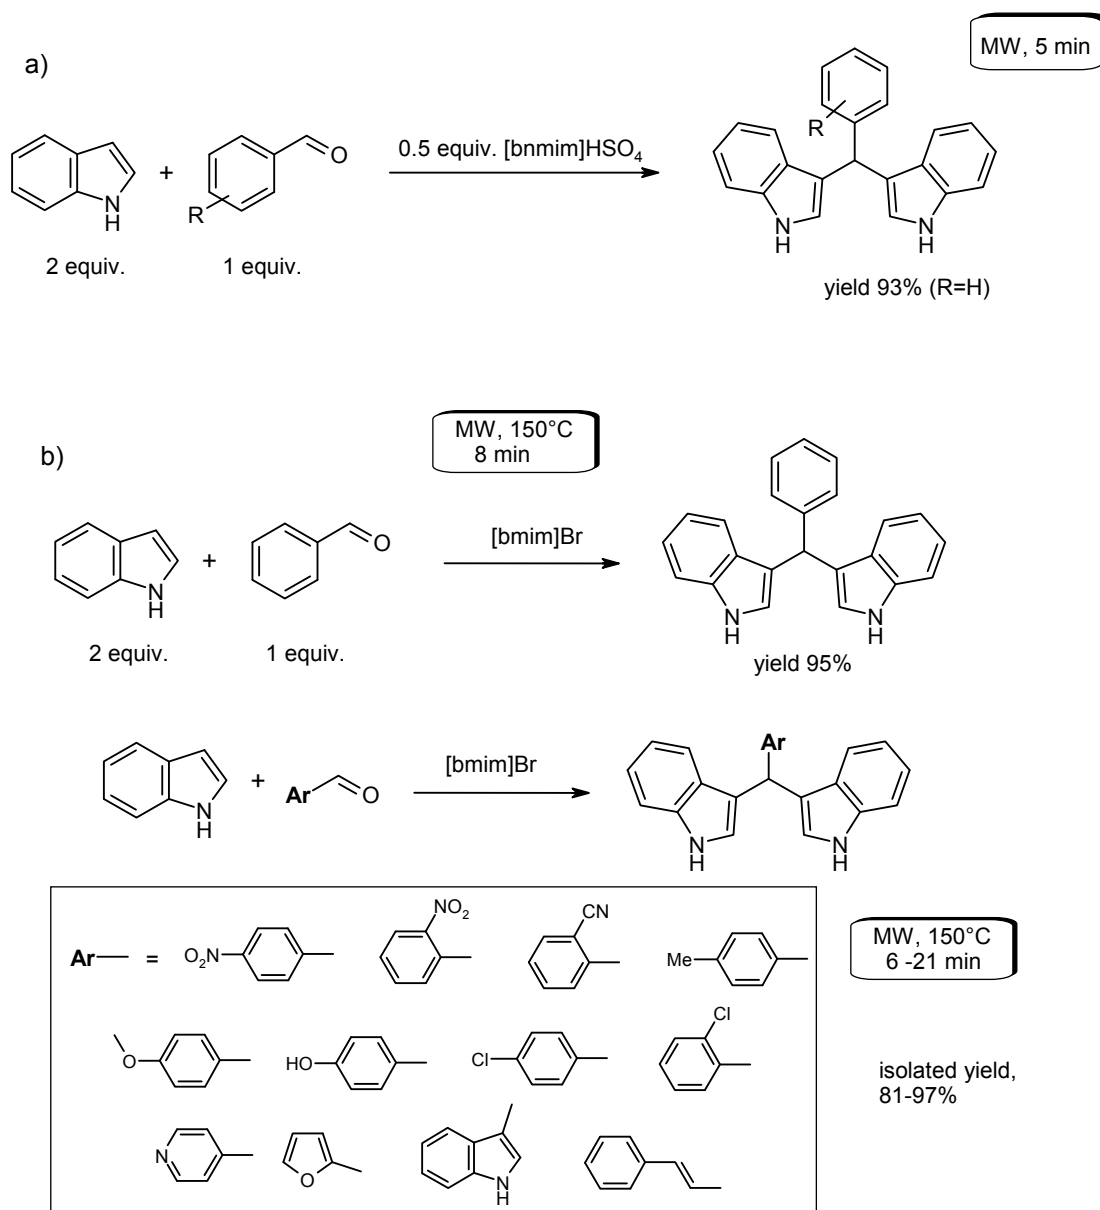 a)
MW, 5 min
R
N
H
+
O
R
0.5 equiv. [bnmim]HSO₄
N
H
N
H
2 equiv.
1 equiv.
yield 93% (R=H)
b)
MW, 150°C
8 min
N
H
+
O
[bmim]Br
N
H
N
H
2 equiv.
1 equiv.
yield 95%
N
H
+
Ar
O
[bmim]Br
Ar
N
H
N
H
Ar
=
O₂N
NO₂
CN
Me
MW, 150°C
6 -21 min
O
HO
Cl
Cl
isolated yield,
81-97%
N
O
N
H